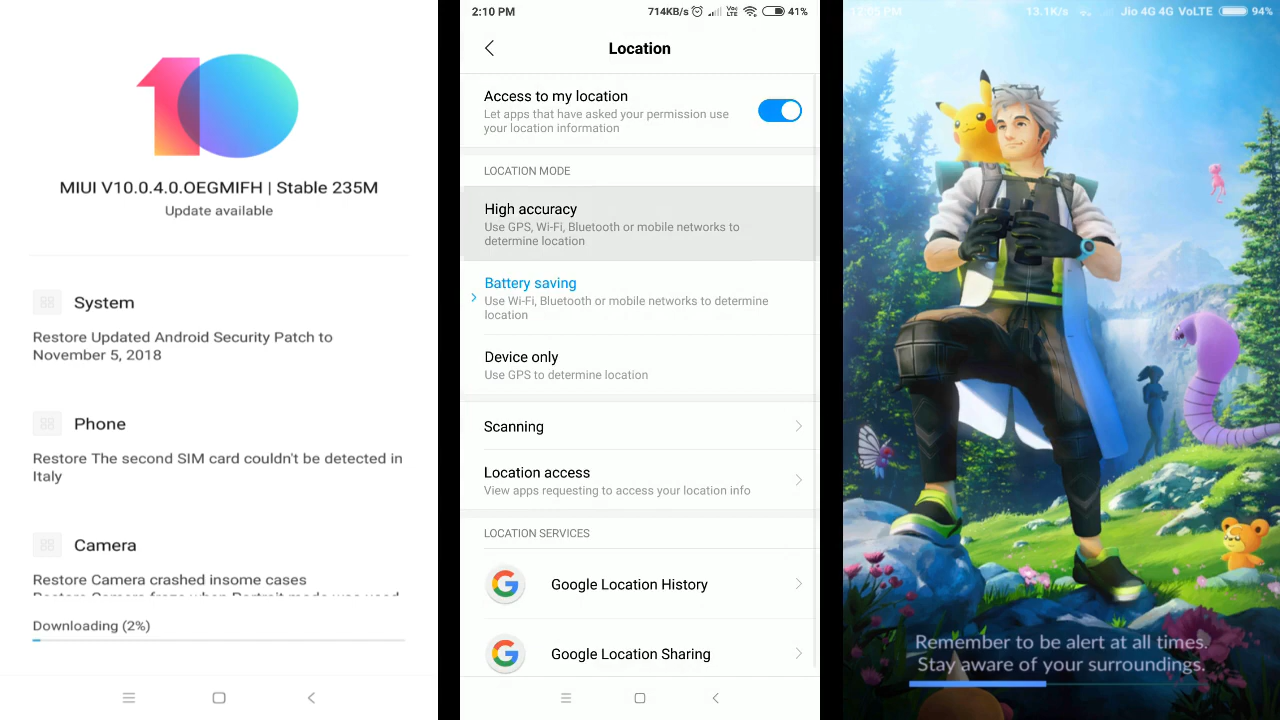 10
MIUI V10.0.4.0.OEGMIFH | Stable 235M
Update available
System
Restore Updated Android Security Patch to
November 5, 2018
Phone
Restore The second SIM card couldn't be detected in
Italy
Camera
Restore Camera crashed insome cases
Downloading (2%)
2:10 PM 714KB/s VoLTE 41%
Location
Access to my location
Let apps that have asked your permission use
your location information
LOCATION MODE
High accuracy
Use GPS, Wi-Fi, Bluetooth or mobile networks to
determine location
Battery saving
Use Wi-Fi, Bluetooth or mobile networks to determine
location
Device only
Use GPS to determine location
Scanning
Location access
View apps requesting to access your location info
LOCATION SERVICES
G Google Location History
G Google Location Sharing
13.1K/s Jio 4G 4G VoLTE 94%
Remember to be alert at all times.
Stay aware of your surroundings.